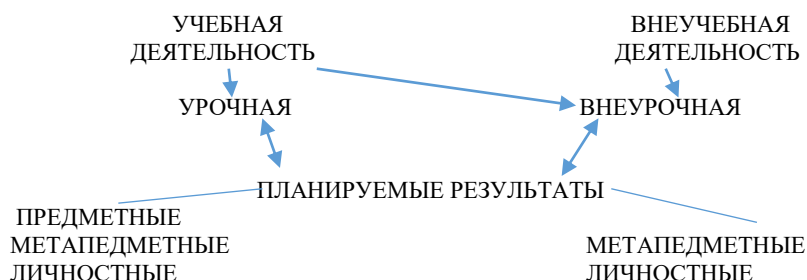 УЧЕБНАЯ
ДЕЯТЕЛЬНОСТЬ
ВНЕУЧЕБНАЯ
ДЕЯТЕЛЬНОСТЬ
УРОЧНАЯ
ВНЕУРОЧНАЯ
ПЛАНИРУЕМЫЕ РЕЗУЛЬТАТЫ
ПРЕДМЕТНЫЕ
МЕТАПЕДМЕТНЫЕ
ЛИЧНОСТНЫЕ
МЕТАПЕДМЕТНЫЕ
ЛИЧНОСТНЫЕ